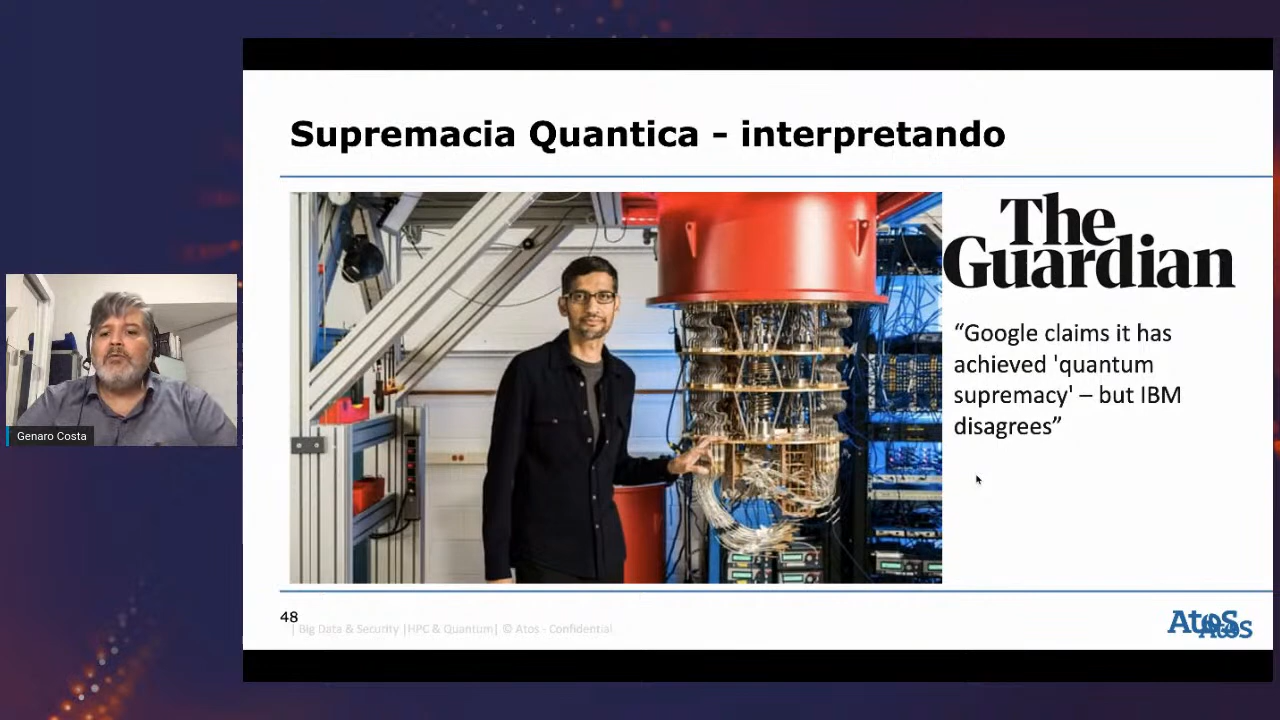 Supremacia Quantica - interpretando
The
Guardian
“Google claims it has
achieved 'quantum
supremacy' – but IBM
disagrees”
Genaro Costa
48
| Big Data & Security |HPC & Quantum| © Atos - Confidential
Atos
Atos